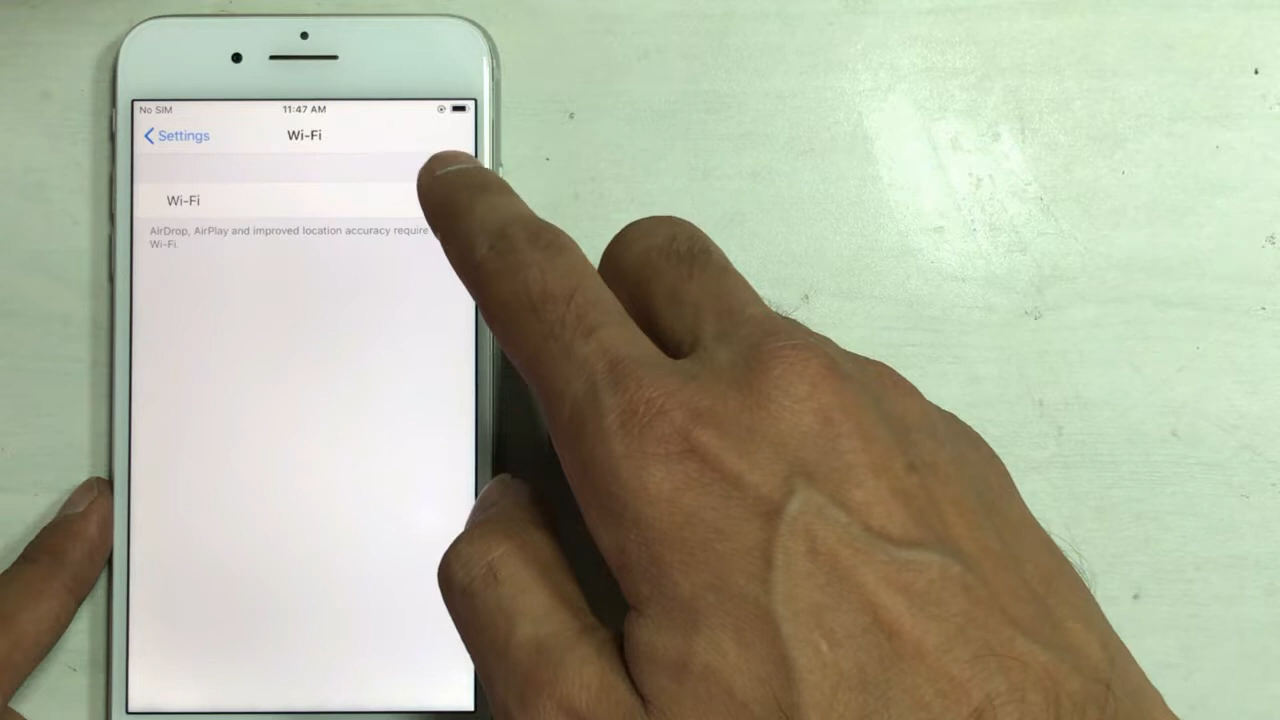 No SIM 11:47 AM
Settings Wi-Fi
Wi-Fi
AirDrop, AirPlay and improved location accuracy require
Wi-Fi.